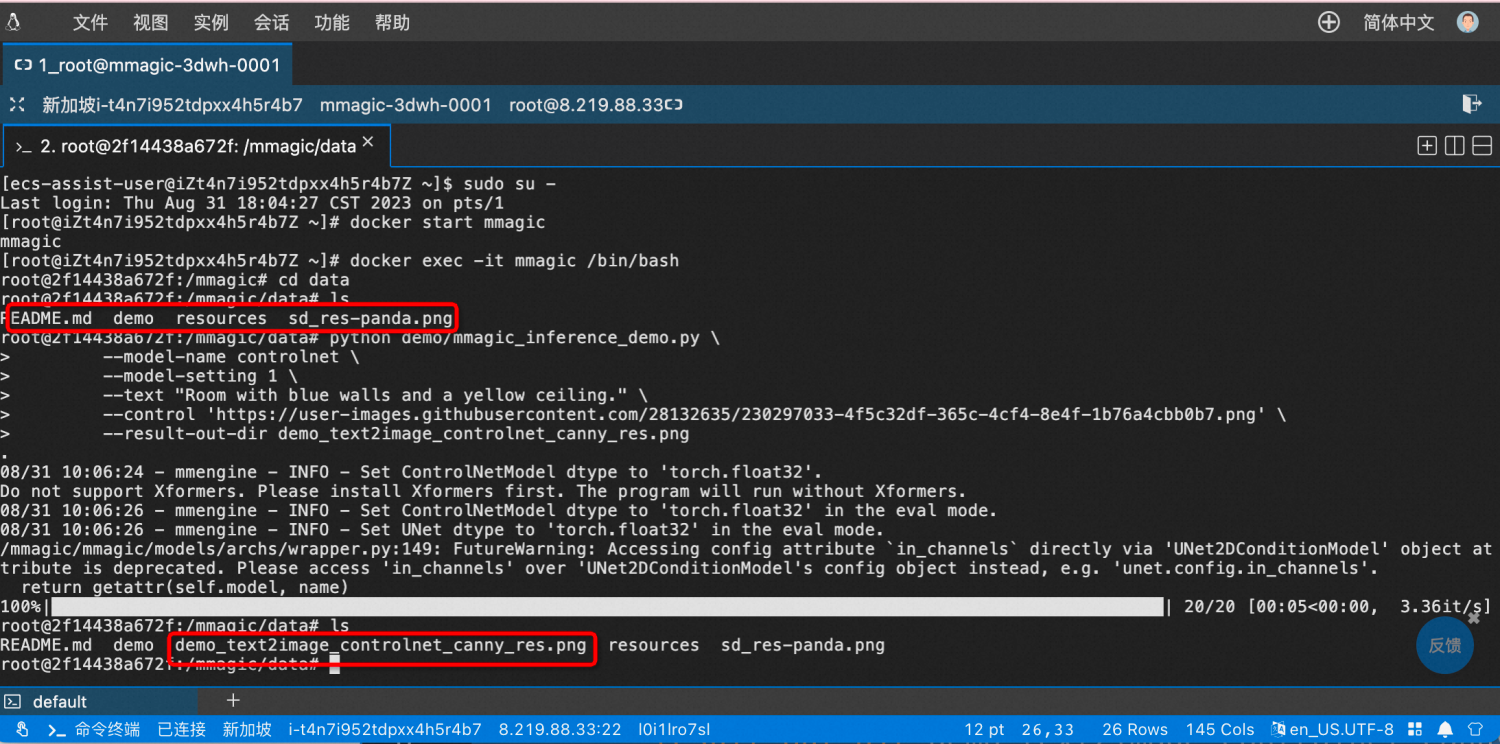 文件 视图 实例 会话 功能 帮助 简体中文
1_root@mmagic-3dwh-0001
新加坡i-t4n7i952tdpxx4h5r4b7 mmagic-3dwh-0001 root@8.219.88.33
>_ 2. root@2f14438a672f: /mmagic/data ×
[ecs-assist-user@iZt4n7i952tdpxx4h5r4b7Z ~]$ sudo su -
Last login: Thu Aug 31 18:04:27 CST 2023 on pts/1
[root@iZt4n7i952tdpxx4h5r4b7Z ~]# docker start mmagic
mmagic
[root@iZt4n7i952tdpxx4h5r4b7Z ~]# docker exec -it mmagic /bin/bash
root@2f14438a672f:/mmagic# cd data
root@2f14438a672f:/mmagic/data# ls
README.md demo resources sd_res-panda.png
root@2f14438a672f:/mmagic/data# python demo/mmagic_inference_demo.py \
> --model-name controlnet \
> --model-setting 1 \
> --text "Room with blue walls and a yellow ceiling." \
> --control 'https://user-images.githubusercontent.com/28132635/230297033-4f5c32df-365c-4cf4-8e4f-1b76a4cbb0b7.png' \
> --result-out-dir demo_text2image_controlnet_canny_res.png
.
08/31 10:06:24 - mmengine - INFO - Set ControlNetModel dtype to 'torch.float32'.
Do not support Xformers. Please install Xformers first. The program will run without Xformers.
08/31 10:06:26 - mmengine - INFO - Set ControlNetModel dtype to 'torch.float32' in the eval mode.
08/31 10:06:26 - mmengine - INFO - Set UNet dtype to 'torch.float32' in the eval mode.
/mmagic/mmagic/models/archs/wrapper.py:149: FutureWarning: Accessing config attribute `in_channels` directly via 'UNet2DConditionModel' object at
tribute is deprecated. Please access 'in_channels' over 'UNet2DConditionModel's config object instead, e.g. 'unet.config.in_channels'.
return getattr(self.model, name)
100%| | 20/20 [00:05<00:00, 3.36it/s]
root@2f14438a672f:/mmagic/data# ls
README.md demo demo_text2image_controlnet_canny_res.png resources sd_res-panda.png
反馈
root@2f14438a672f:/mmagic/data#
default +
>_ 命令终端 已连接 新加坡 i-t4n7i952tdpxx4h5r4b7 8.219.88.33:22 l0i1lro7sl 12 pt 26,33 26 Rows 145 Cols en_US.UTF-8